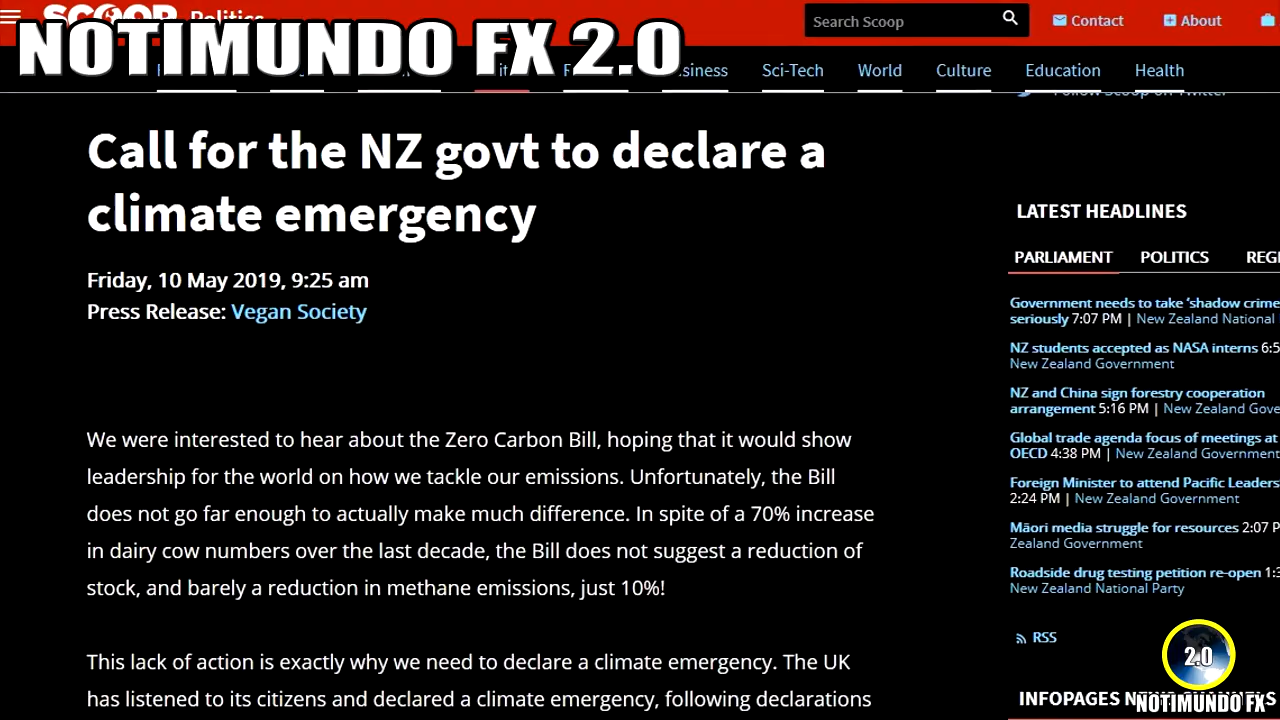 SCOOP Politics
Search Scoop
Contact
About
NOTIMUNDO FX 2.0
Sci-Tech
World
Culture
Education
Health
Follow Scoop on Twitter
Call for the NZ govt to declare a
climate emergency
Friday, 10 May 2019, 9:25 am
Press Release: Vegan Society
We were interested to hear about the Zero Carbon Bill, hoping that it would show
leadership for the world on how we tackle our emissions. Unfortunately, the Bill
does not go far enough to actually make much difference. In spite of a 70% increase
in dairy cow numbers over the last decade, the Bill does not suggest a reduction of
stock, and barely a reduction in methane emissions, just 10%!
This lack of action is exactly why we need to declare a climate emergency. The UK
has listened to its citizens and declared a climate emergency, following declarations
LATEST HEADLINES
PARLIAMENT
POLITICS
REGI
Government needs to take ‘shadow crime
seriously 7:07 PM | New Zealand National
NZ students accepted as NASA interns 6:5
New Zealand Government
NZ and China sign forestry cooperation
arrangement 5:16 PM | New Zealand Gove
Global trade agenda focus of meetings at
OECD 4:38 PM | New Zealand Government
Foreign Minister to attend Pacific Leaders
2:24 PM | New Zealand Government
Māori media struggle for resources 2:07 P
Zealand Government
Roadside drug testing petition re-open 1:3
New Zealand National Party
RSS
2.0
INFOPAGES
NOTIMUNDO FX